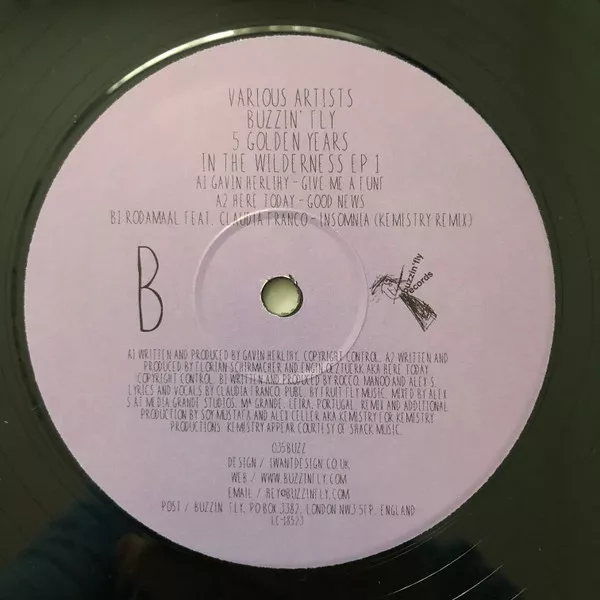 VARIOUS ARTISTS
BUZZIN' FLY
5 GOLDEN YEARS
IN THE WILDERNESS EP 1
A1 GAVIN HERLIHY - GIVE ME A FUNF
A2 HERE TODAY - GOOD NEWS
B1 RODAMAAL FEAT. CLAUDIA FRANCO - INSOMNIA (KEMISTRY REMIX)
B
buzzin' fly
records
A1 WRITTEN AND PRODUCED BY GAVIN HERLIHY. COPYRIGHT CONTROL. A2 WRITTEN AND
PRODUCED BY FLORIAN SCHIRMACHER AND ENGIN OEZTUERK AKA HERE TODAY.
COPYRIGHT CONTROL. B1 WRITTEN AND PRODUCED BY ROCCO, MANOO AND ALEX S.
LYRICS AND VOCALS BY CLAUDIA FRANCO. PUBL. BY FRUIT FLY MUSIC. MIXED BY ALEX
S AT MEDIA GRANDE STUDIOS, Mª GRANDE, LEIRA, PORTUGAL. REMIX AND ADDITIONAL
PRODUCTION BY SOY MUSTAFA AND ALEX CELLER AKA KEMISTRY FOR KEMISTRY
PRODUCTIONS. KEMISTRY APPEAR COURTESY OF SHACK MUSIC.
035BUZZ
DESIGN / IWANTDESIGN.CO.UK
WEB / WWW.BUZZINFLY.COM
EMAIL / HEY@BUZZINFLY.COM
POST / BUZZIN' FLY, PO BOX 3382, LONDON NW3 5TP, ENGLAND
LC-18523